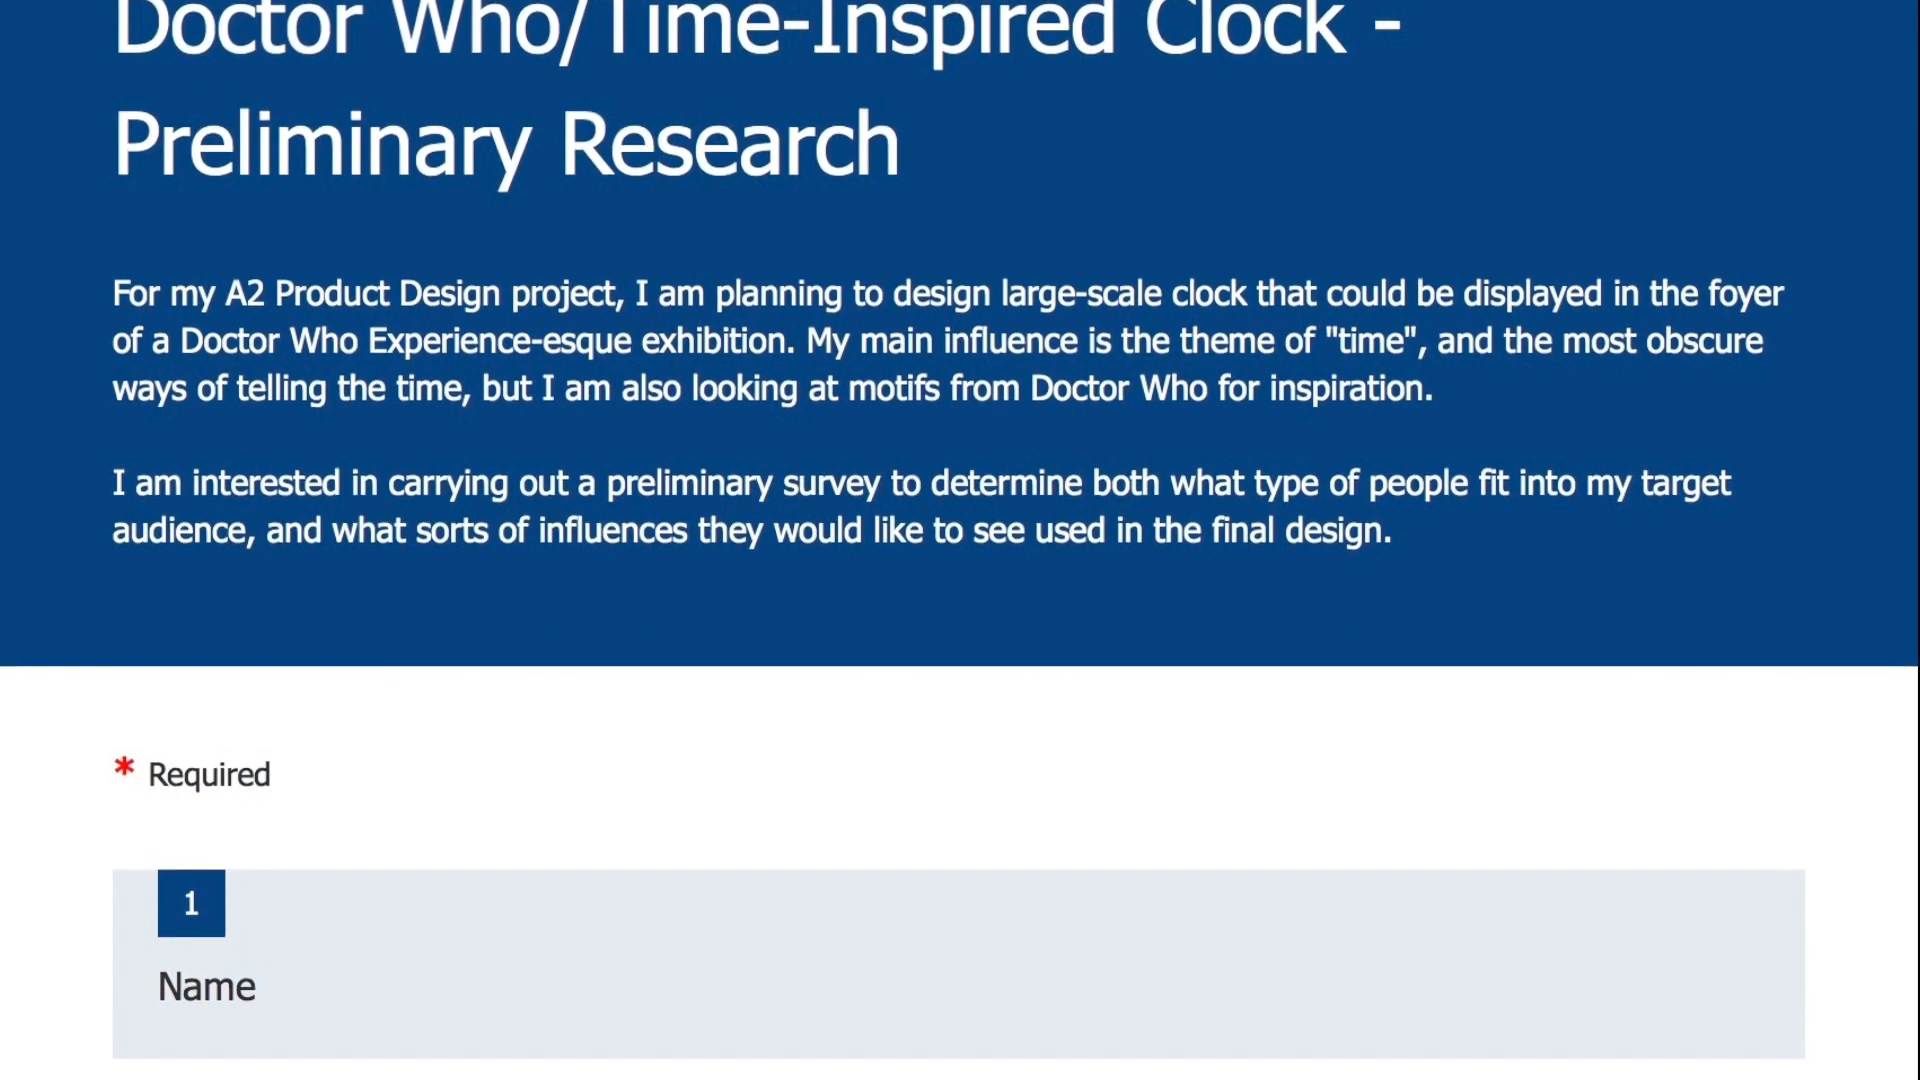 Doctor Who/Time-Inspired Clock -
Preliminary Research
For my A2 Product Design project, I am planning to design large-scale clock that could be displayed in the foyer
of a Doctor Who Experience-esque exhibition. My main influence is the theme of "time", and the most obscure
ways of telling the time, but I am also looking at motifs from Doctor Who for inspiration.
I am interested in carrying out a preliminary survey to determine both what type of people fit into my target
audience, and what sorts of influences they would like to see used in the final design.
* Required
1
Name